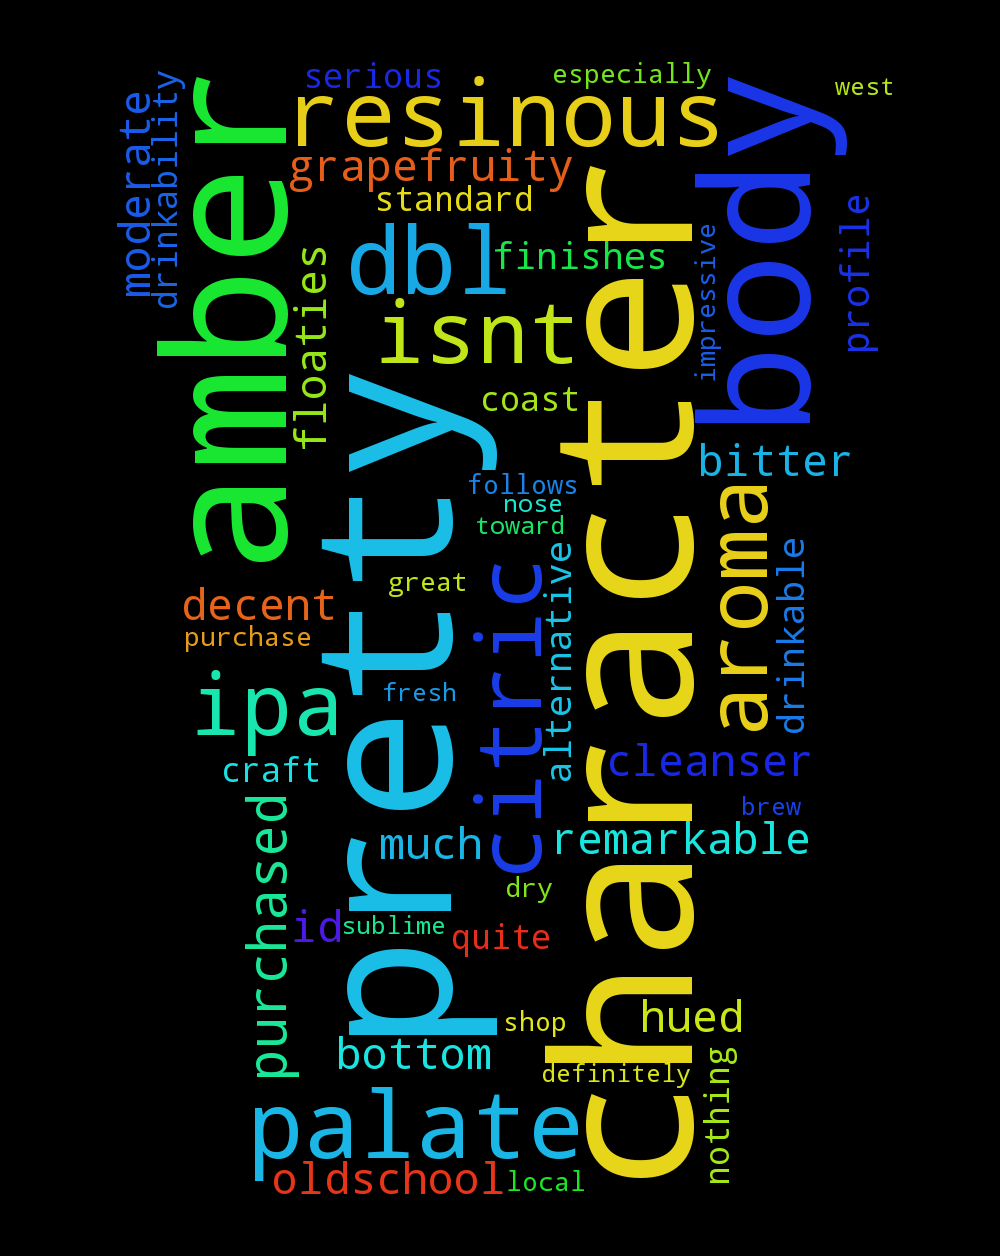 serious
especially
west
resinous
moderate
drinkability
amber
body
grapefruity
standard
character
profile
dbl
finishes
impressive
floaties
isnt
pretty
coast
bitter
follows
nose
aroma
toward
citric
alternative
drinkable
great
decent
purchase
ipa
fresh
cleanser
craft
brew
purchased
much
remarkable
dry
id
sublime
quite
hued
shop
bottom
definitely
nothing
palate
oldschool
local